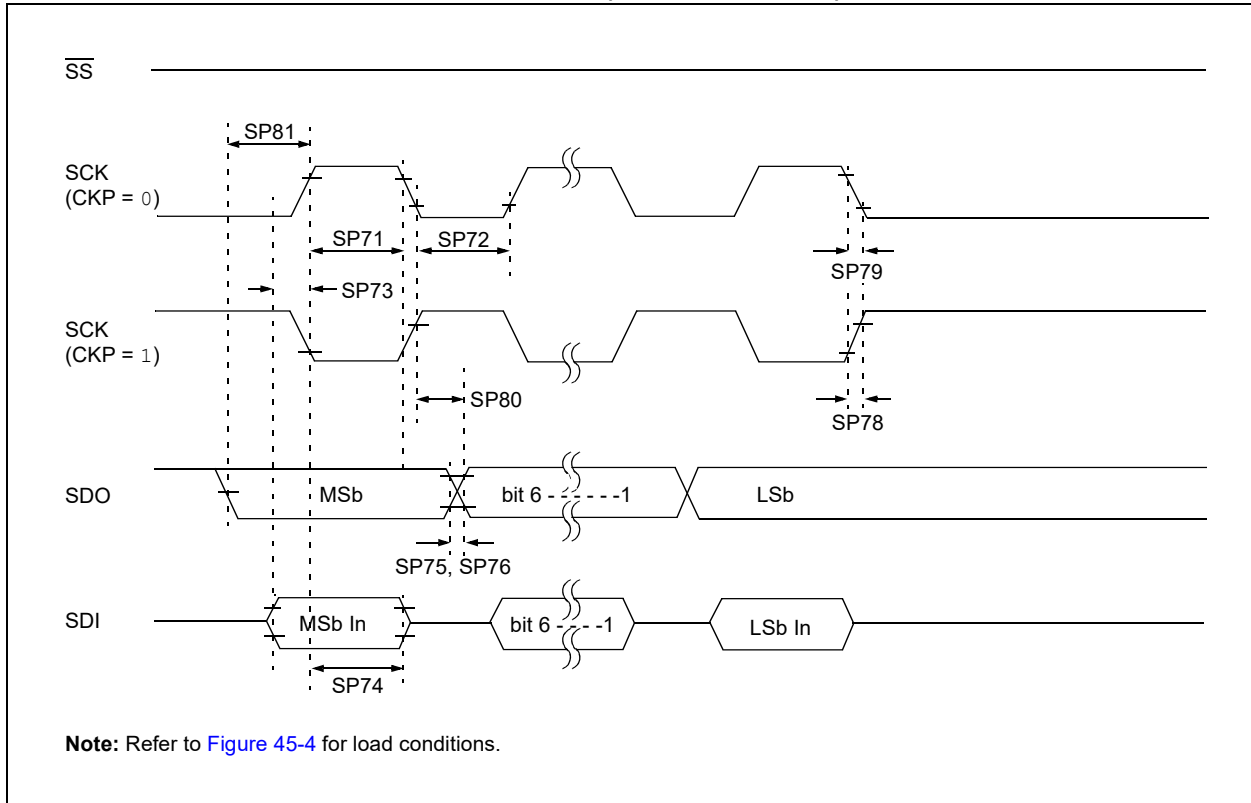 SS
SP81
SCK
(CKP = 0)
SP71
SP72
SP79
SP73
SCK
(CKP = 1)
SP80
SP78
SDO
MSb
bit 6 - - - - - -1
LSb
SP75, SP76
SDI
MSb In
bit 6 - - - -1
LSb In
SP74
Note: Refer to Figure 45-4 for load conditions.